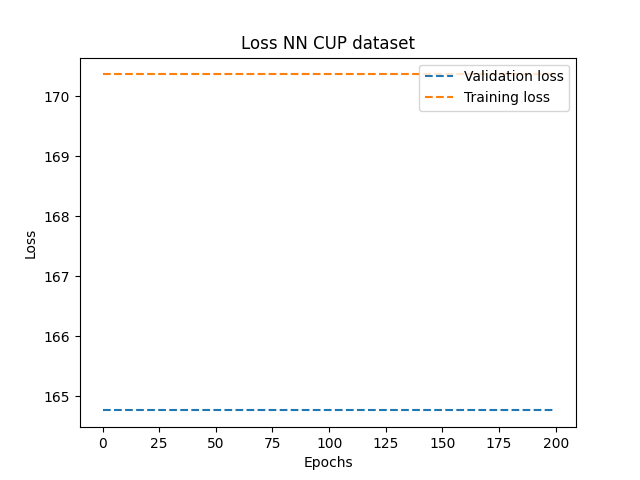 Loss NN CUP dataset
Validation loss
Training loss
170
169
168
167
166
165
Loss
0 25 50 75 100 125 150 175 200
Epochs